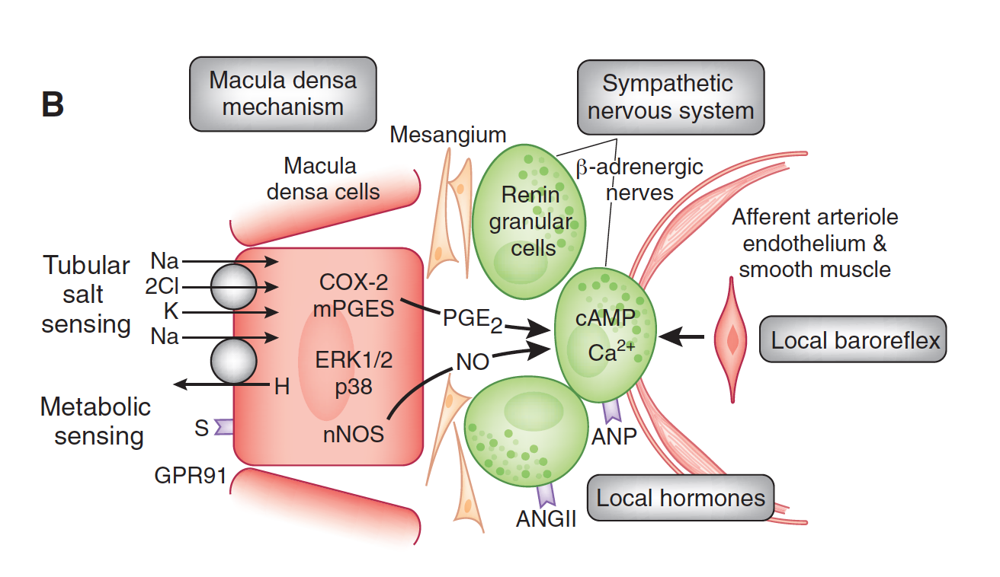 B
Macula densa
mechanism
Sympathetic
nervous system
Mesangium
Macula
densa cells
β-adrenergic
nerves
Renin
granular
cells
Afferent arteriole
endothelium &
smooth muscle
Tubular
salt
sensing
Na
2Cl
K
Na
H
COX-2
mPGES
ERK1/2
p38
nNOS
PGE2
NO
cAMP
Ca2+
Local baroreflex
Metabolic
sensing
S
GPR91
ANP
ANGII
Local hormones